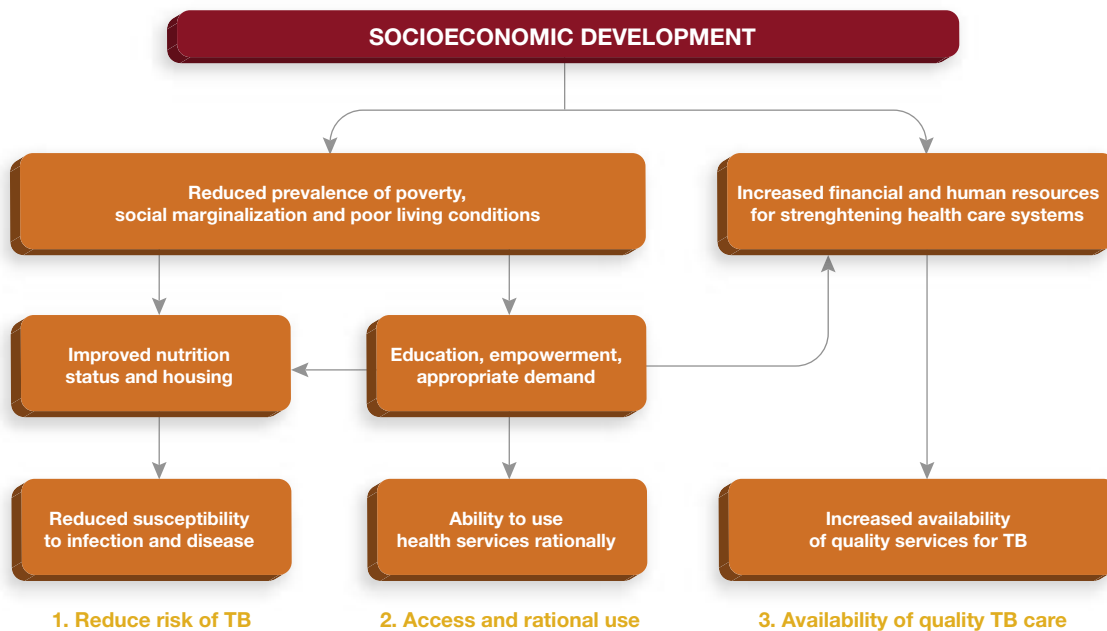 SOCIOECONOMIC DEVELOPMENT
Reduced prevalence of poverty,
social marginalization and poor living conditions
Increased financial and human resources
for strenghtening health care systems
Improved nutrition
status and housing
Education, empowerment,
appropriate demand
Reduced susceptibility
to infection and disease
Ability to use
health services rationally
Increased availability
of quality services for TB
1. Reduce risk of TB
2. Access and rational use
3. Availability of quality TB care